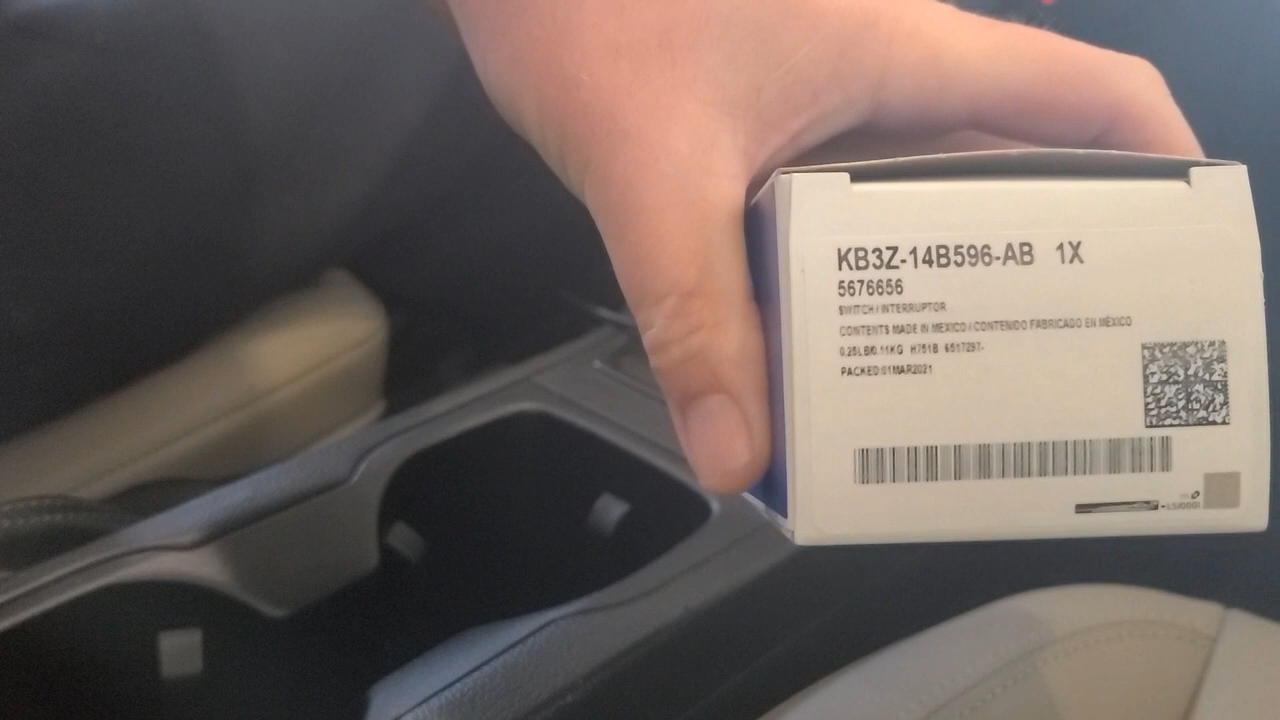 KB3Z-14B596-AB 1X
5676656
SWITCH / INTERRUPTOR
CONTENTS MADE IN MEXICO / CONTENIDO FABRICADO EN MÉXICO
0.25LB/0.11KG H751B 6517297-
PACKED:01MAR2021